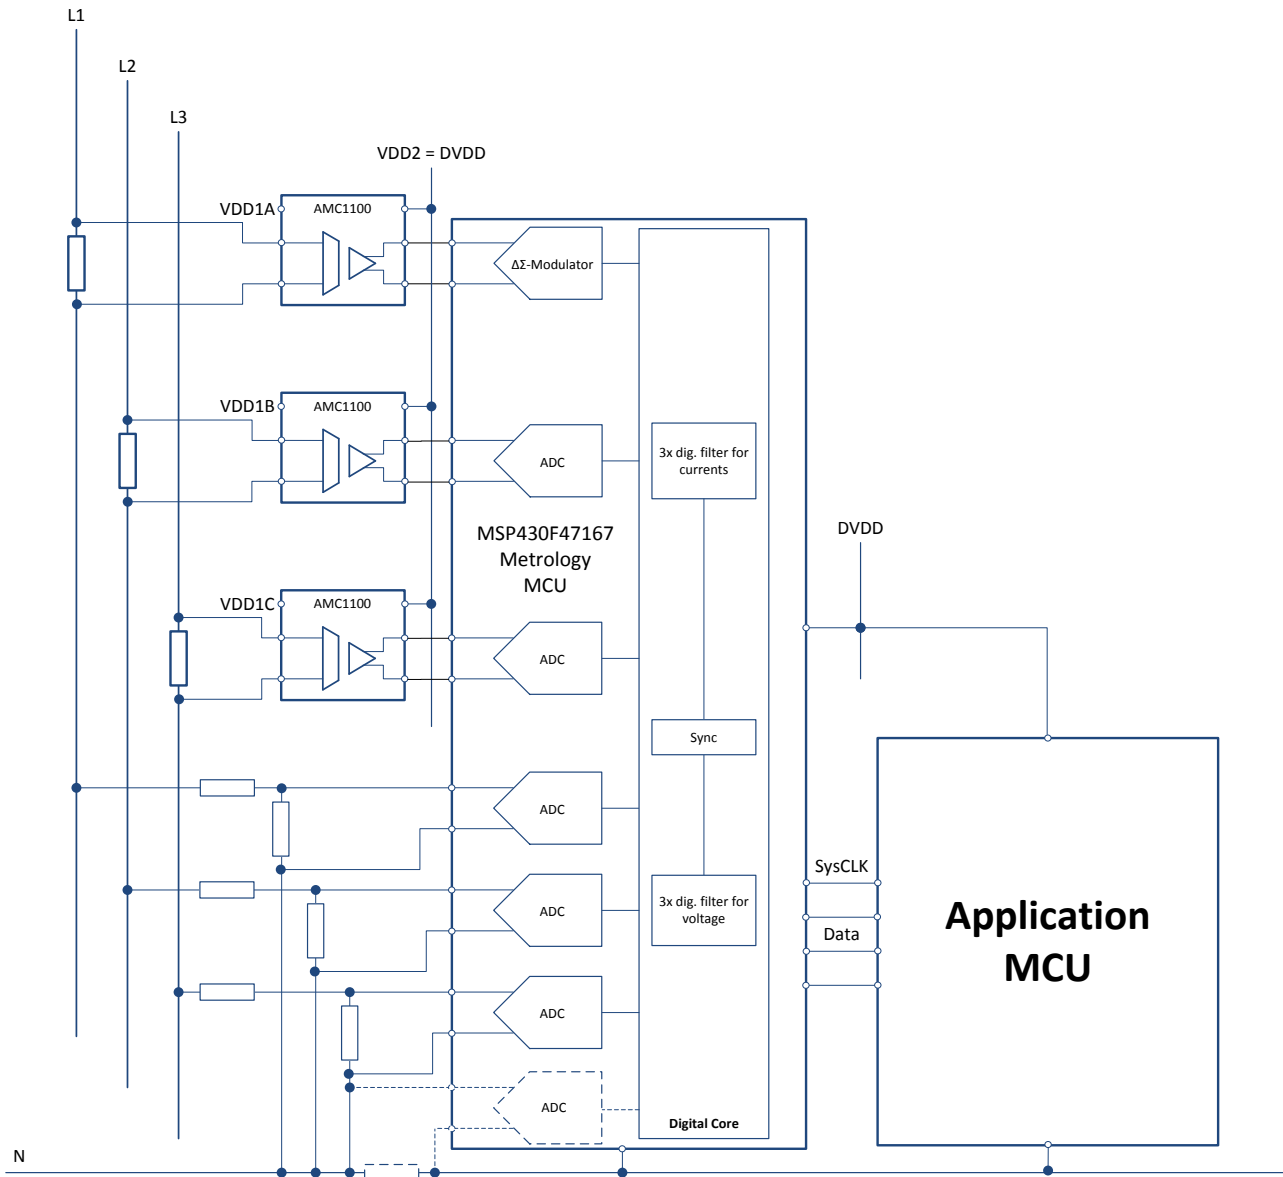 L1
L2
L3
VDD2 = DVDD
VDD1A
AMC1100
ΔΣ-Modulator
VDD1B
AMC1100
ADC
3x dig. filter for
currents
MSP430F47167
Metrology
MCU
DVDD
VDD1C
AMC1100
ADC
Sync
ADC
SysCLK
3x dig. filter for
voltage
ADC
Data
Application
MCU
ADC
ADC
Digital Core
N